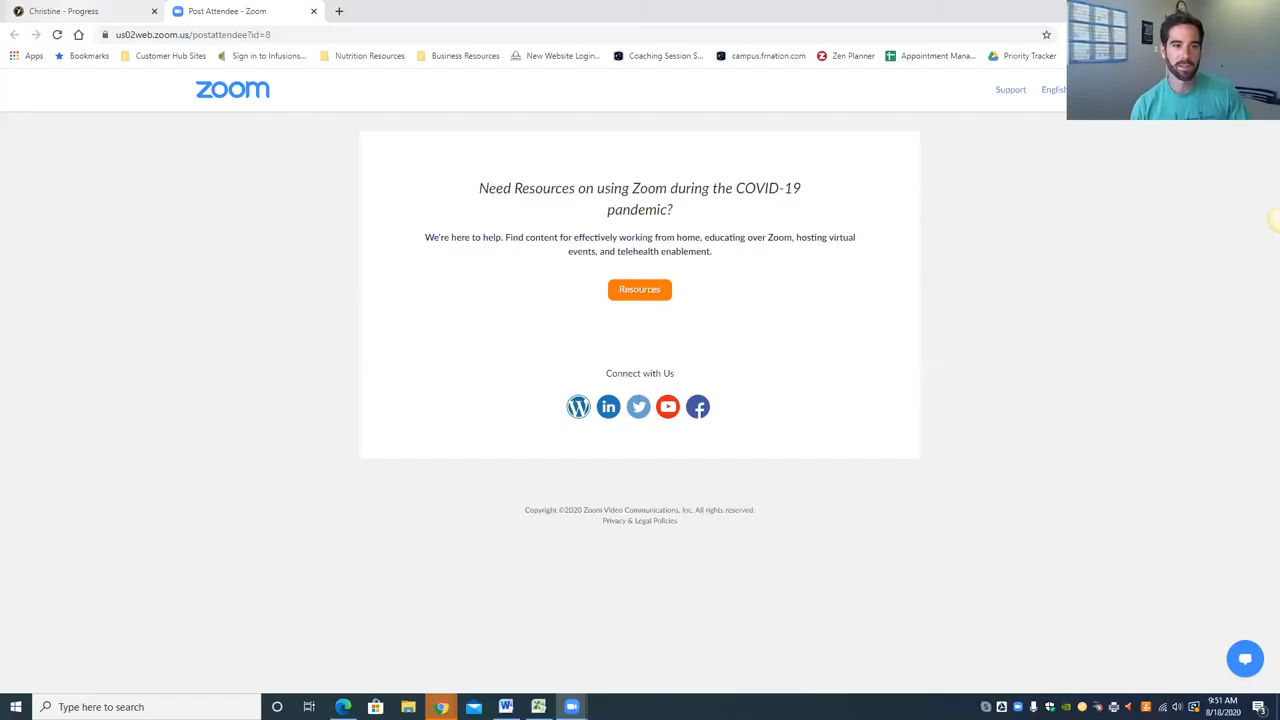 Christine - Progress
Post Attendee - Zoom
us02web.zoom.us/postattendee?id=8
Apps
Bookmarks
Customer Hub Sites
Sign in to Infusions...
Nutrition Resourc
Business Resources
New Website Login...
Coaching Session S...
campus.frnation.com
Zen Planner
Appointment Mana...
Priority Tracker
zoom
Support
English
Need Resources on using Zoom during the COVID-19
pandemic?
We're here to help. Find content for effectively working from home, educating over Zoom, hosting virtual
events, and telehealth enablement.
Resources
Connect with Us
Copyright ©2020 Zoom Video Communications, Inc. All rights reserved.
Privacy & Legal Policies
Type here to search
9:51 AM
8/18/2020